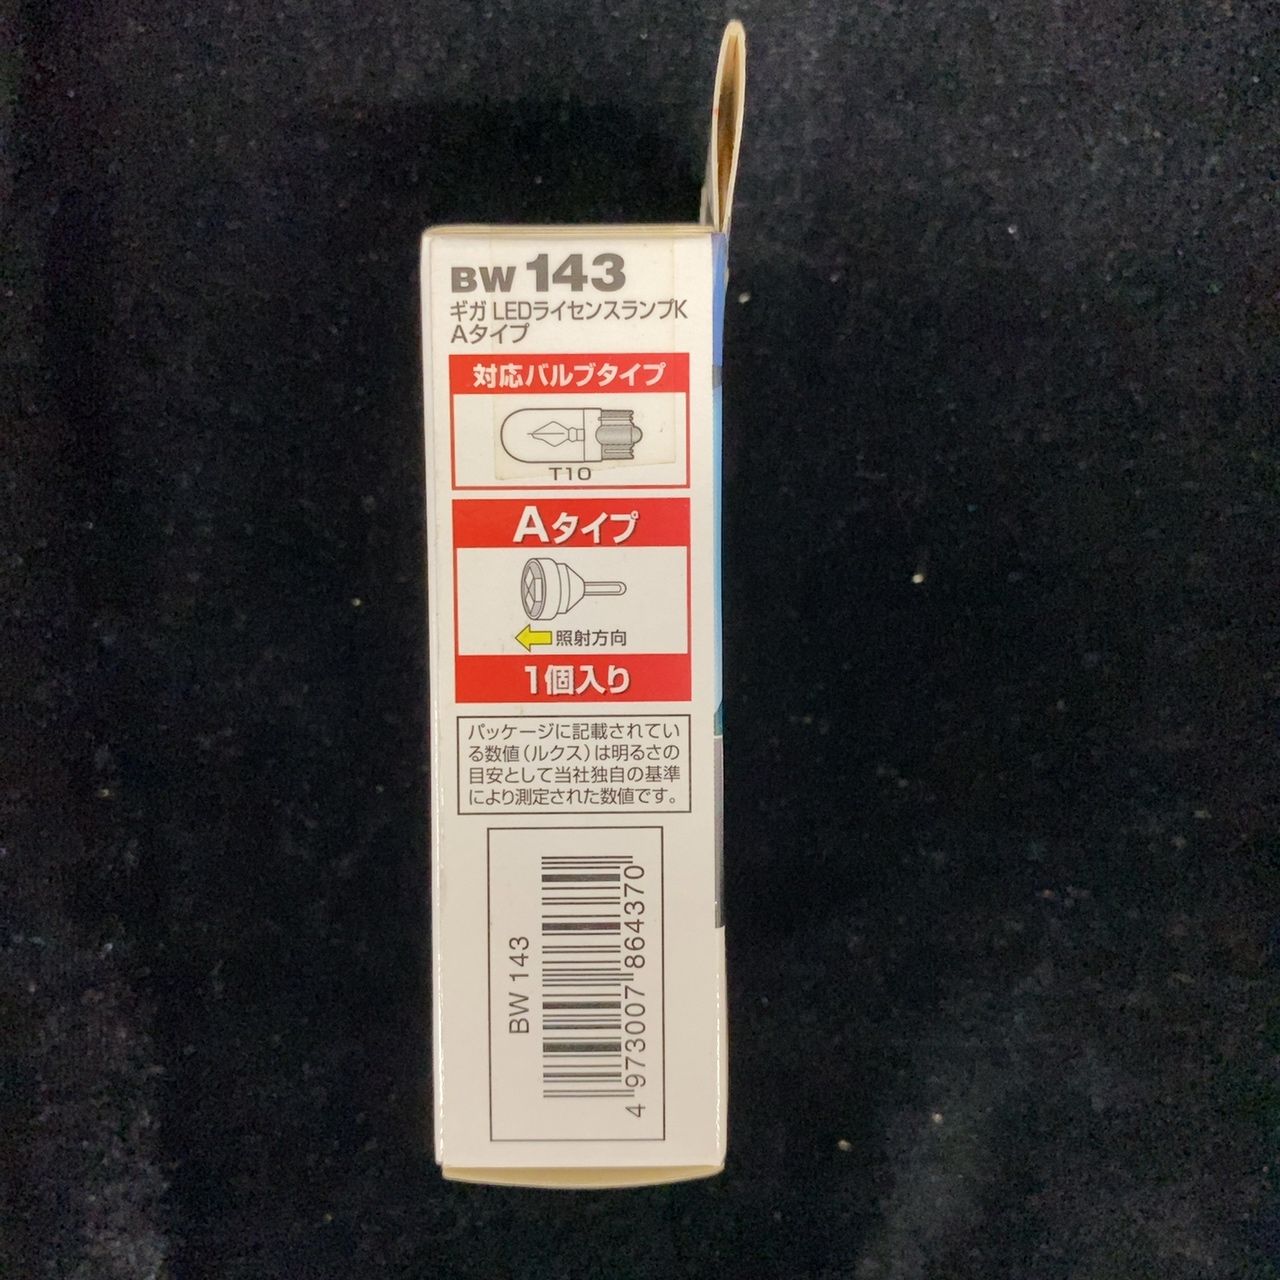 BW 143
ギガ LEDライセンスランプK
Aタイプ
対応バルブタイプ
T10
Aタイプ
照射方向
1個入り
パッケージに記載されてい
る数値(ルクス)は明るさの
目安として当社独自の基準
により測定された数値です。
BW 143
4 973007 864370